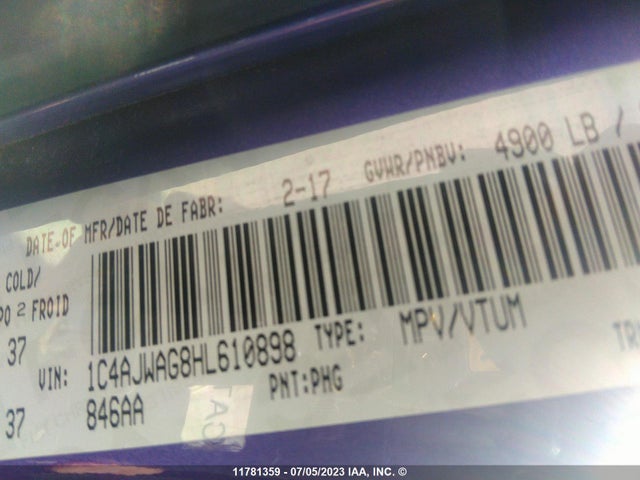 DATE OF MFR/DATE DE FABR: 2-17 GVWR/PNBV: 4900 LB /
COLD/
2 FROID
37
VIN: 1C4AJWAG8HL610898 TYPE: MPV/VTUM
PNT:PHG
37
846AA
11781359 - 07/05/2023 IAA, INC. ©